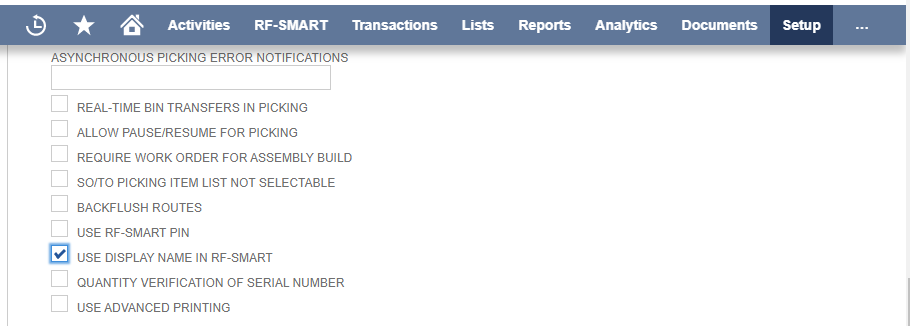 Activities RF-SMART Transactions Lists Reports Analytics Documents Setup ...
ASYNCHRONOUS PICKING ERROR NOTIFICATIONS
REAL-TIME BIN TRANSFERS IN PICKING
ALLOW PAUSE/RESUME FOR PICKING
REQUIRE WORK ORDER FOR ASSEMBLY BUILD
SO/TO PICKING ITEM LIST NOT SELECTABLE
BACKFLUSH ROUTES
USE RF-SMART PIN
USE DISPLAY NAME IN RF-SMART
QUANTITY VERIFICATION OF SERIAL NUMBER
USE ADVANCED PRINTING